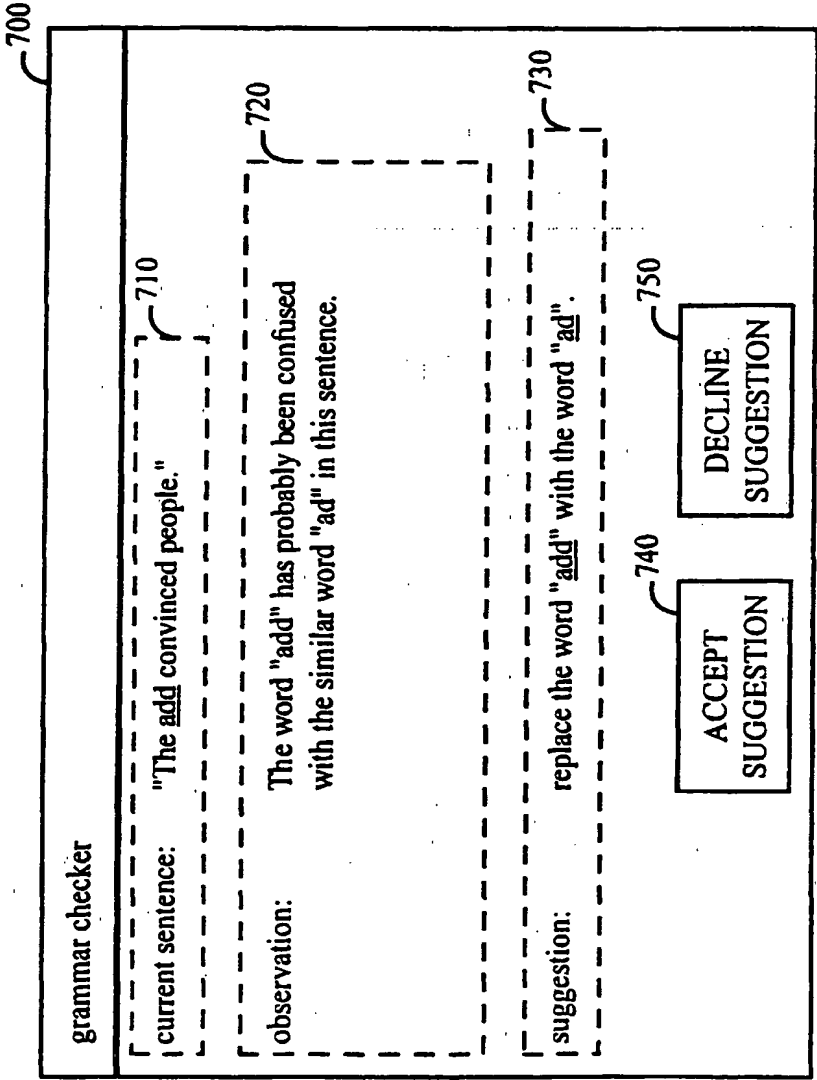 700
grammar checker
710
current sentence: "The add convinced people."
720
observation: The word "add" has probably been confused
with the similar word "ad" in this sentence.
730
suggestion: replace the word "add" with the word "ad".
740
750
ACCEPT
SUGGESTION
DECLINE
SUGGESTION